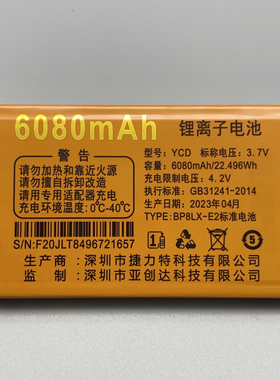 6080mAh 锂离子电池
警告
请勿加热和靠近火源
请勿擅自拆卸改造
请用专用适配器充电
充电环境温度:0℃-40℃
S/N:F20JLT8496721657
型号: YCD 标称电压: 3.7V
容量: 6080mAh/22.496Wh
充电限制电压: 4.2V
执行标准: GB31241-2014
生产日期: 2023年04月
TYPE: BP8LX-E2标准电池
制造商:深圳市捷力特科技有限公司
委托商:深圳市亚创达科技有限公司